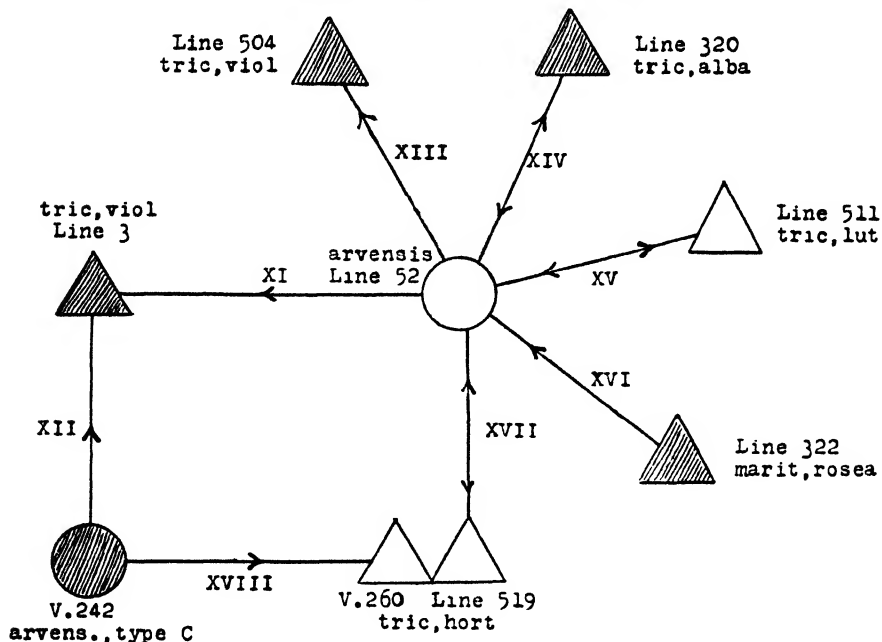 Line 504
tric,viol
Line 320
tric,alba
XIII
XIV
Line 511
tric,lut
tric,viol
Line 3
arvensis
Line 52
XI
XV
XVI
XII
XVII
Line 322
marit,rosea
XVIII
V.242
arvens.,type C
V.260 Line 519
tric,hort